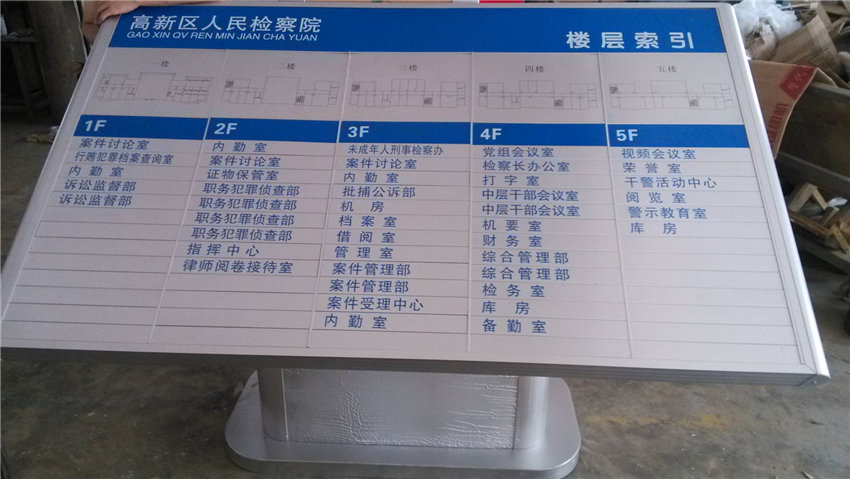 高新区人民检察院
GAO XIN QV REN MIN JIAN CHA YUAN
楼层索引
楼
二楼
三楼
四楼
五楼
1F
案件讨论室
行贿犯罪档案查询室
内勤室
诉讼监督部
诉讼监督部
2F
内勤室
案件讨论室
证物保管室
职务犯罪侦查部
职务犯罪侦查部
职务犯罪侦查部
职务犯罪侦查部
指挥中心
律师阅卷接待室
3F
未成年人刑事检察办
案件讨论室
内勤室
批捕公诉部
机房
档案室
借阅室
管理室
案件管理部
案件管理部
案件受理中心
内勤室
4F
党组会议室
检察长办公室
打字室
中层干部会议室
中层干部会议室
机要室
财务室
综合管理部
综合管理部
检务室
库房
备勤室
5F
视频会议室
荣誉室
干警活动中心
阅览室
警示教育室
库房